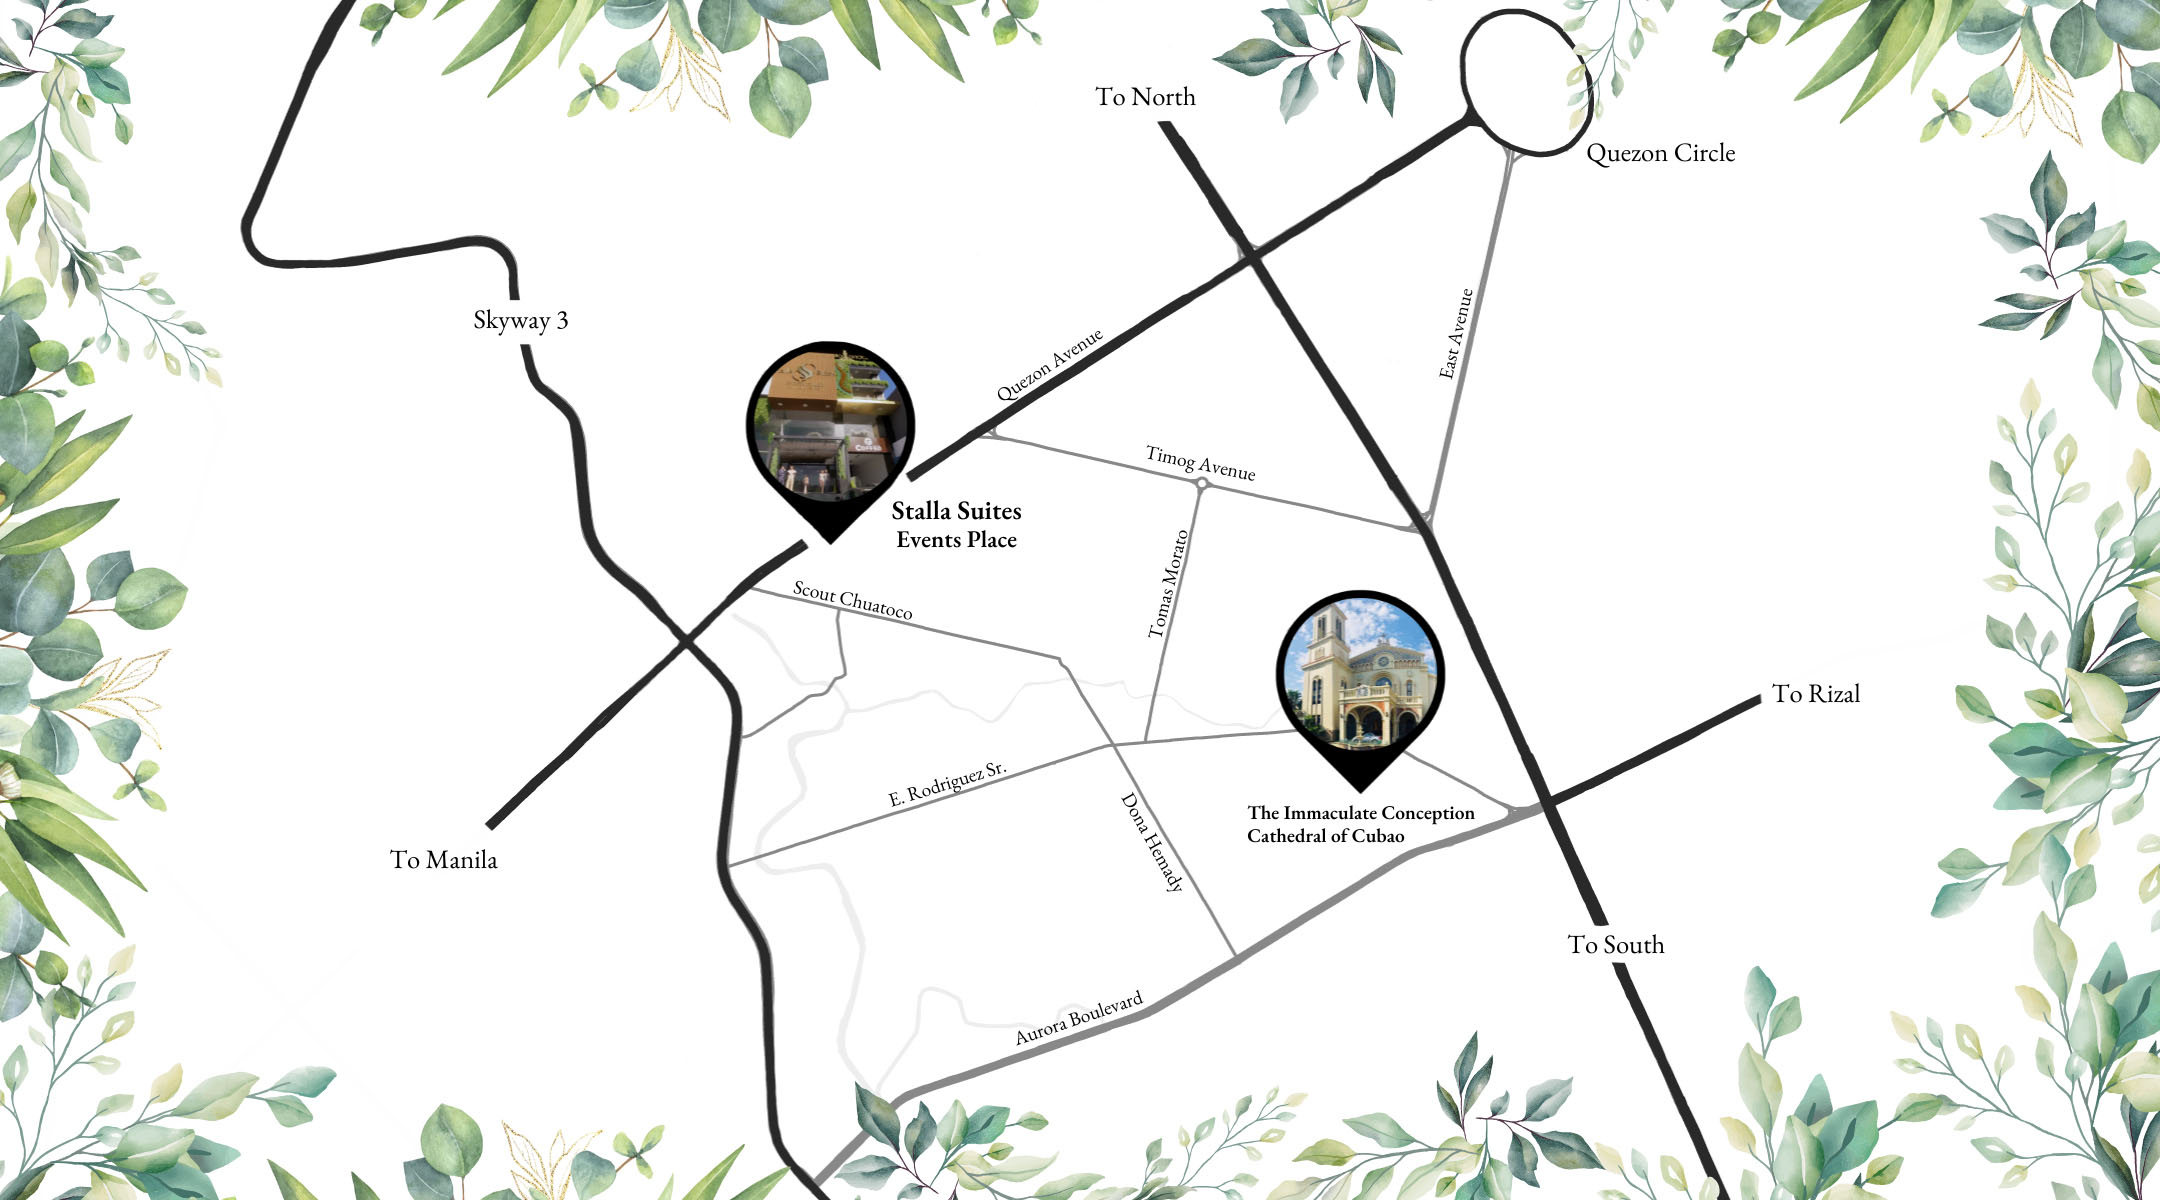 To North
Quezon Circle
Skyway 3
Quezon Avenue
East Avenue
Timog Avenue
Stalla Suites
Events Place
Tomas Morato
Scout Chuatoco
To Rizal
E. Rodriguez Sr.
Dona Hemady
The Immaculate Conception
Cathedral of Cubao
To Manila
To South
Aurora Boulevard